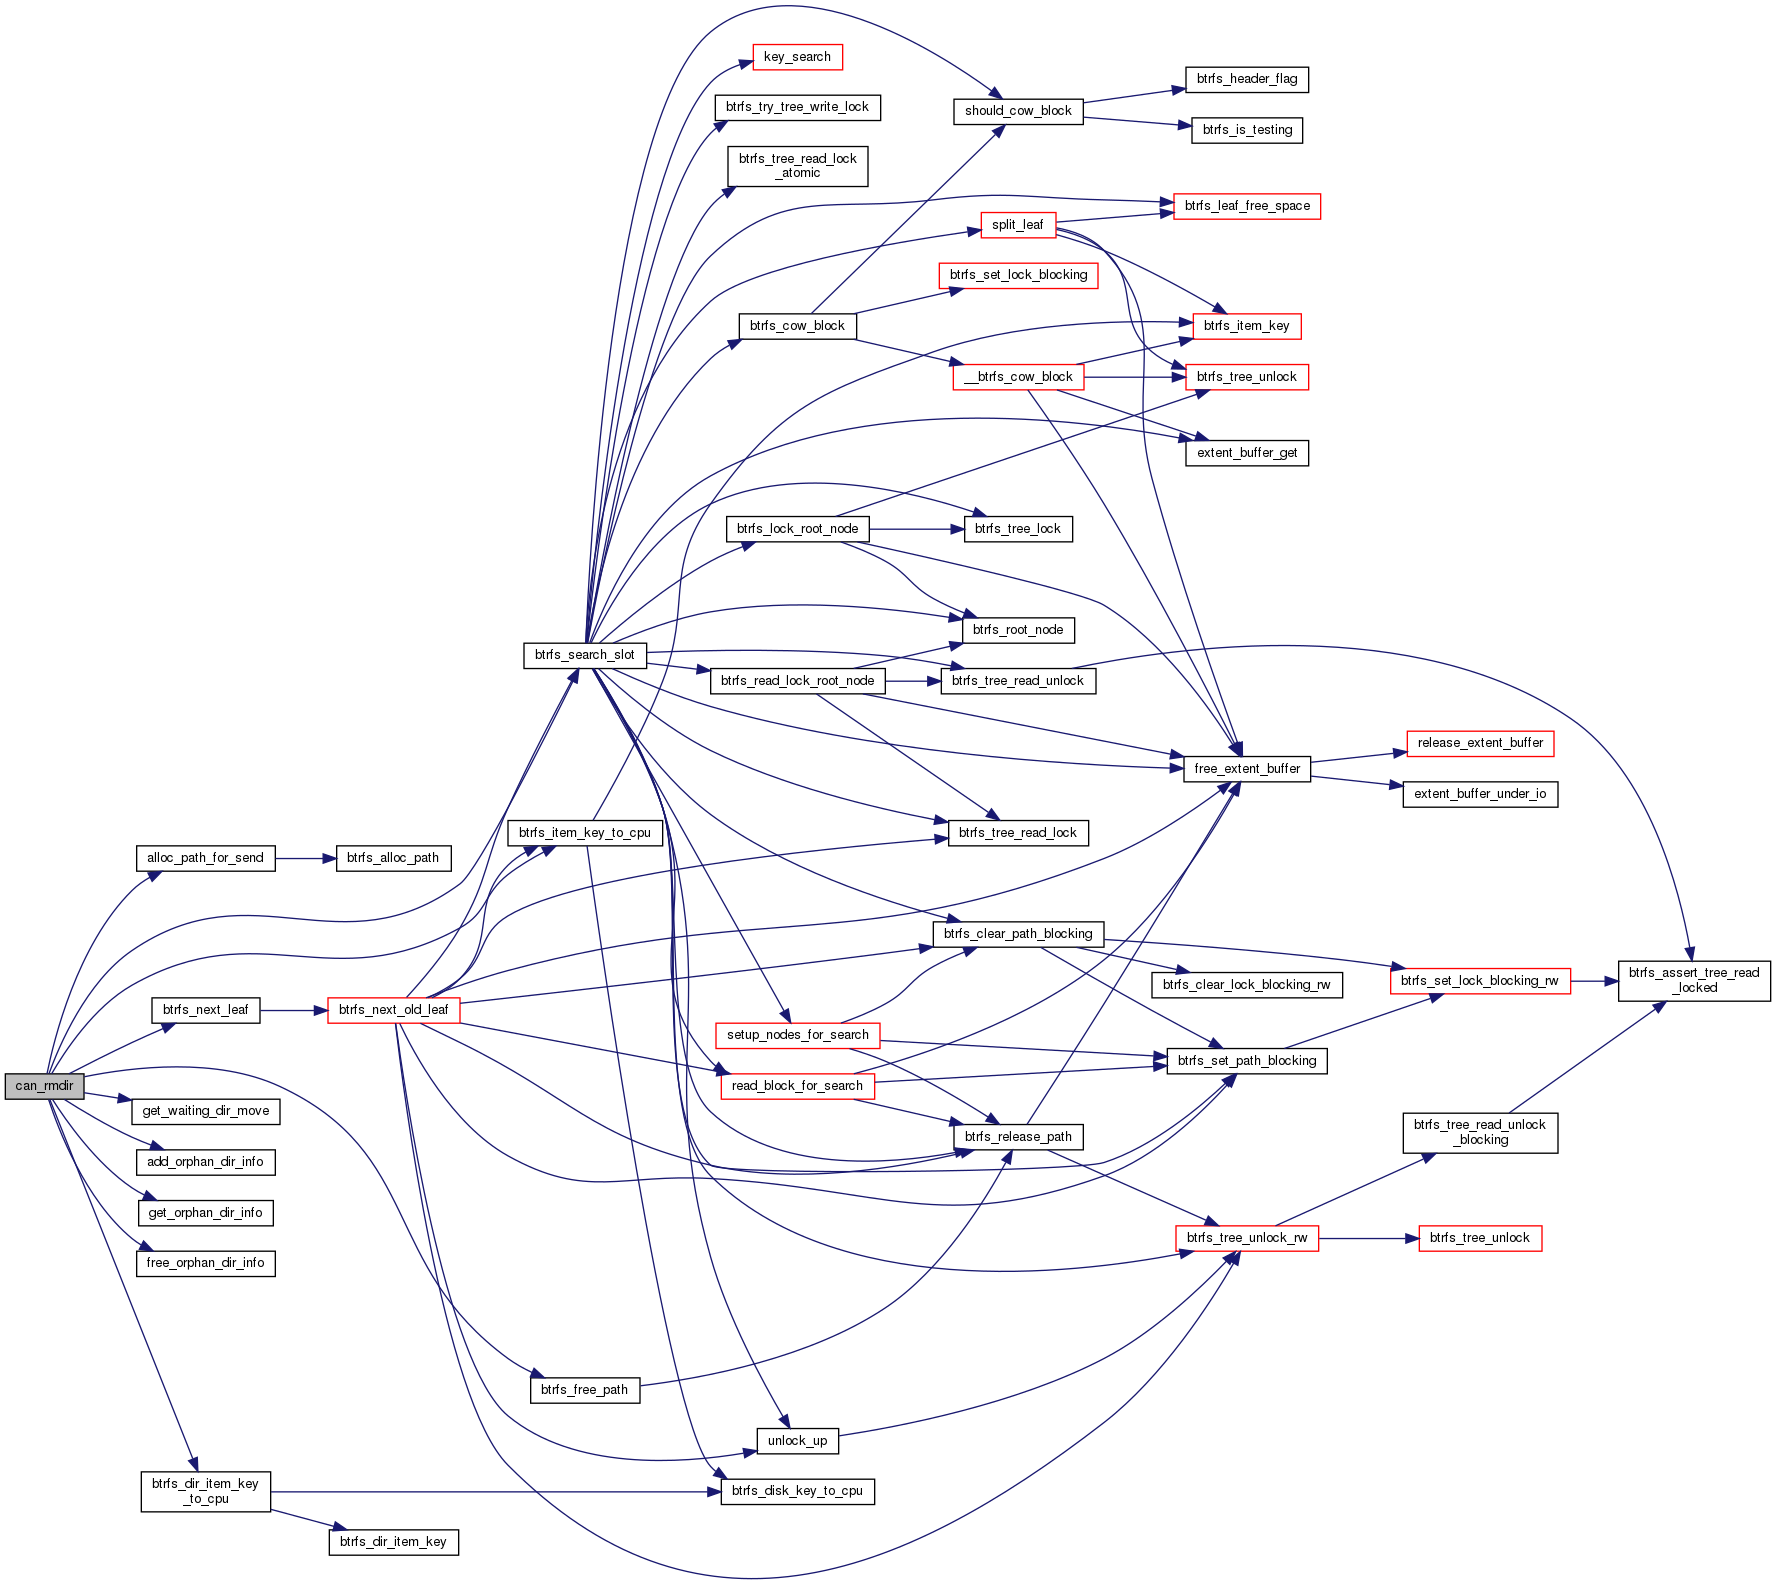 can_rmdir
alloc_path_for_send
btrfs_alloc_path
btrfs_next_leaf
btrfs_next_old_leaf
get_waiting_dir_move
add_orphan_dir_info
get_orphan_dir_info
free_orphan_dir_info
btrfs_dir_item_key
_to_cpu
btrfs_dir_item_key
btrfs_search_slot
btrfs_item_key_to_cpu
btrfs_free_path
key_search
btrfs_try_tree_write_lock
btrfs_tree_read_lock
_atomic
btrfs_cow_block
btrfs_lock_root_node
btrfs_read_lock_root_node
setup_nodes_for_search
read_block_for_search
unlock_up
btrfs_disk_key_to_cpu
should_cow_block
split_leaf
btrfs_set_lock_blocking
__btrfs_cow_block
btrfs_tree_lock
btrfs_root_node
btrfs_tree_read_unlock
btrfs_tree_read_lock
btrfs_clear_path_blocking
btrfs_release_path
btrfs_header_flag
btrfs_is_testing
btrfs_leaf_free_space
btrfs_item_key
btrfs_tree_unlock
extent_buffer_get
free_extent_buffer
btrfs_clear_lock_blocking_rw
btrfs_set_path_blocking
btrfs_tree_unlock_rw
release_extent_buffer
extent_buffer_under_io
btrfs_set_lock_blocking_rw
btrfs_tree_read_unlock
_blocking
btrfs_tree_unlock
btrfs_assert_tree_read
_locked